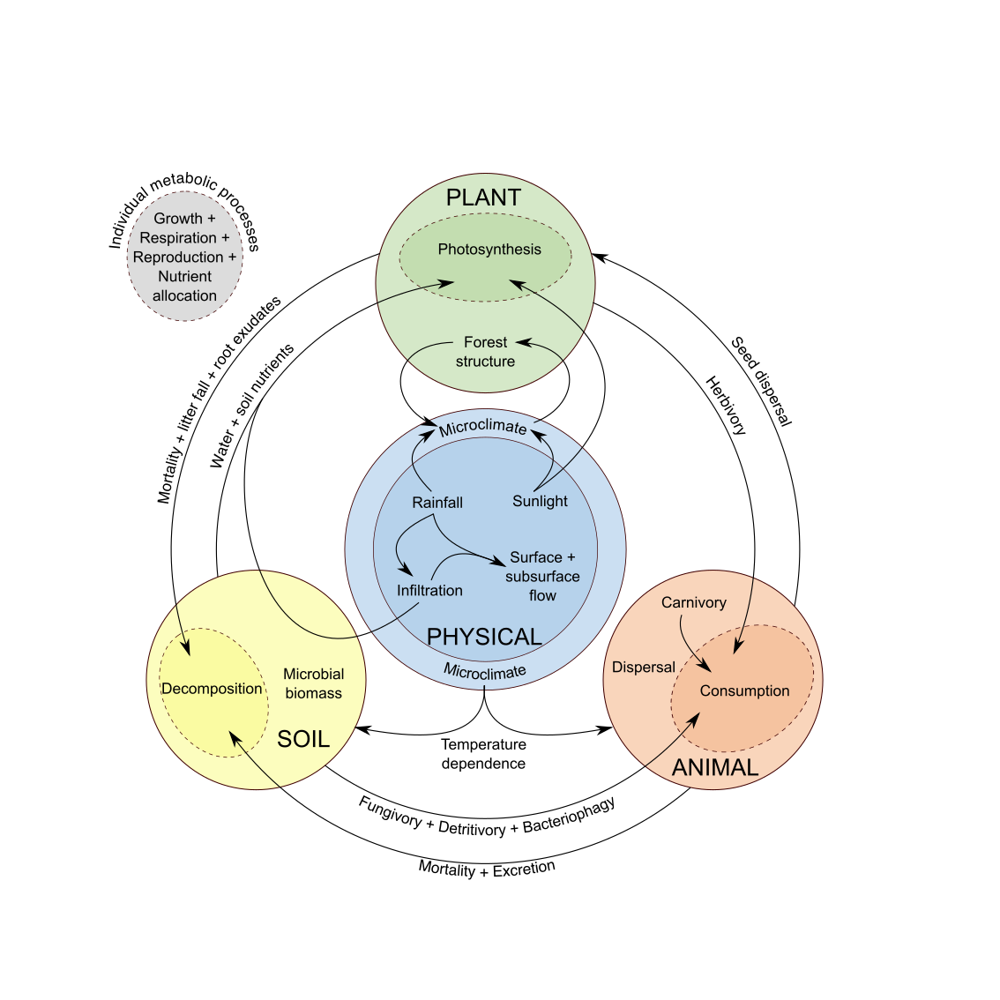 Individual metabolic processes
Growth +
Respiration +
Reproduction +
Nutrient
allocation
PLANT
Photosynthesis
Forest
structure
Mortality + litter fall + root exudates
Water + soil nutrients
Herbivory
Seed dispersal
Microclimate
Rainfall
Sunlight
Infiltration
Surface +
subsurface
flow
PHYSICAL
Microclimate
Temperature
dependence
Decomposition
Microbial
biomass
SOIL
Carnivory
Dispersal
Consumption
ANIMAL
Fungivory + Detritivory + Bacteriophagy
Mortality + Excretion